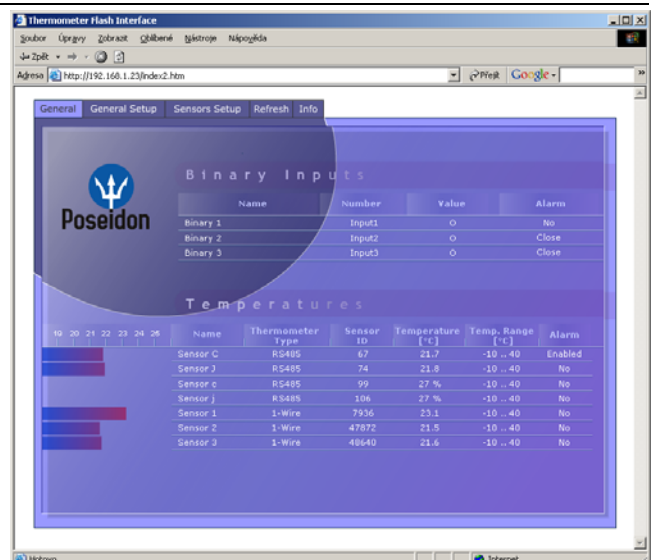 Thermometer Flash Interface
Soubor Úpravy Zobrazit Oblíbené Nástroje Nápověda
Zpět
Adresa http://192.168.1.23/index2.htm Přejít Google
General General Setup Sensors Setup Refresh Info
Poseidon
Binary Inputs
Name Number Value Alarm
Binary 1 Input1 O No
Binary 2 Input2 O Close
Binary 3 Input3 O Close
Temperatures
19 20 21 22 23 24 25
Name Thermometer Type Sensor ID Temperature [°C] Temp. Range [°C] Alarm
Sensor C RS485 67 21.7 -10 .. 40 Enabled
Sensor J RS485 74 21.8 -10 .. 40 No
Sensor c RS485 99 27 % -10 .. 40 No
Sensor j RS485 106 27 % -10 .. 40 No
Sensor 1 1-Wire 7936 23.1 -10 .. 40 No
Sensor 2 1-Wire 47872 21.5 -10 .. 40 No
Sensor 3 1-Wire 48640 21.6 -10 .. 40 No
Hotovo Internet